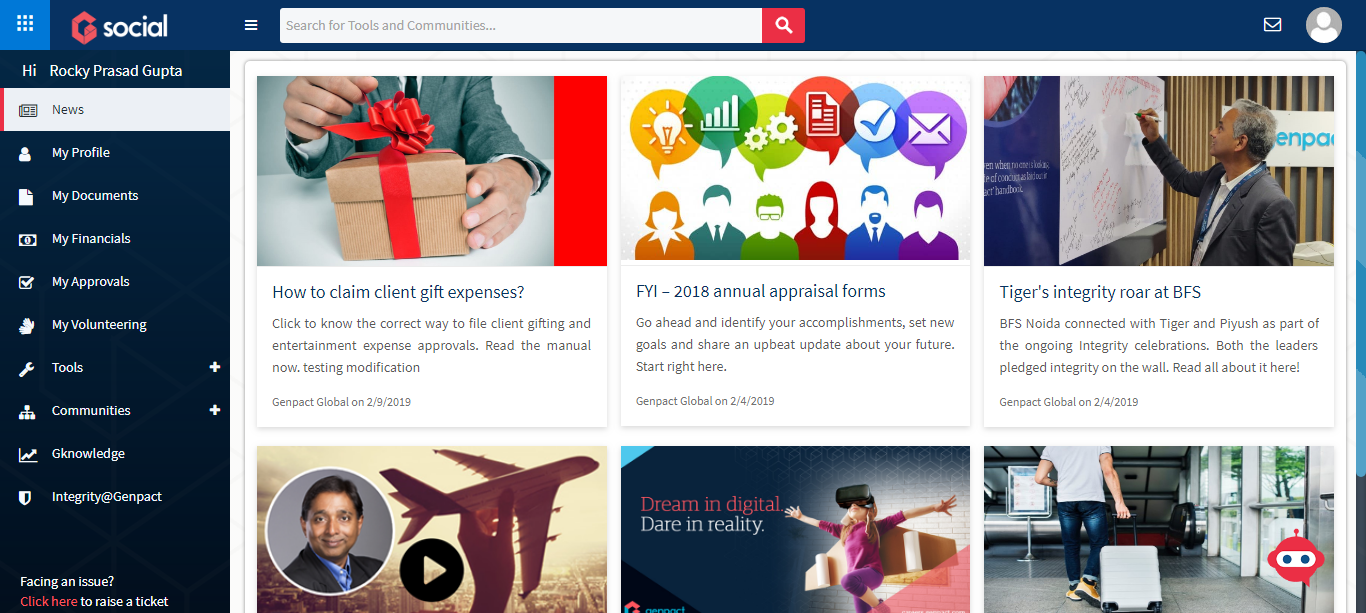 social
Search for Tools and Communities...
Hi Rocky Prasad Gupta
News
My Profile
My Documents
My Financials
My Approvals
My Volunteering
Tools
Communities
Gknowledge
Integrity@Genpact
Facing an issue?
Click here to raise a ticket
How to claim client gift expenses?
Click to know the correct way to file client gifting and
entertainment expense approvals. Read the manual
now. testing modification
Genpact Global on 2/9/2019
FYI – 2018 annual appraisal forms
Go ahead and identify your accomplishments, set new
goals and share an upbeat update about your future.
Start right here.
Genpact Global on 2/4/2019
Tiger's integrity roar at BFS
BFS Noida connected with Tiger and Piyush as part of
the ongoing Integrity celebrations. Both the leaders
pledged integrity on the wall. Read all about it here!
Genpact Global on 2/4/2019
Dream in digital.
Dare in reality.
genpact